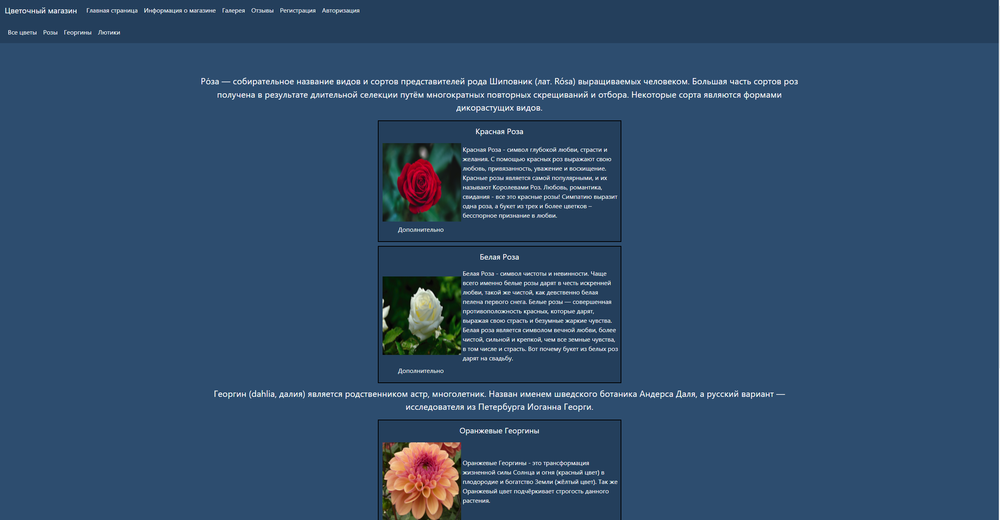 Цветочный магазин Главная страница Информация о магазине Галерея Отзывы Регистрация Авторизация
Все цветы Розы Георгины Лютики
Ро́за — собирательное название видов и сортов представителей рода Шиповник (лат. Rósa) выращиваемых человеком. Большая часть сортов роз
получена в результате длительной селекции путём многократных повторных скрещиваний и отбора. Некоторые сорта являются формами
дикорастущих видов.
Красная Роза
Красная Роза - символ глубокой любви, страсти и
желания. С помощью красных роз выражают свою
любовь, привязанность, уважение и восхищение.
Красные розы является самой популярными, и их
называют Королевами Роз. Любовь, романтика,
свидания - все это красные розы! Симпатию выразит
одна роза, а букет из трех и более цветков –
бесспорное признание в любви.
Дополнительно
Белая Роза
Белая Роза - символ чистоты и невинности. Чаще
всего именно белые розы дарят в честь искренней
любви, такой же чистой, как девственно белая
пелена первого снега. Белые розы — совершенная
противоположность красных, которые дарят,
выражая свою страсть и безумные жаркие чувства.
Белая роза является символом вечной любви, более
чистой, сильной и крепкой, чем все земные чувства,
в том числе и страсть. Вот почему букет из белых роз
дарят на свадьбу.
Дополнительно
Георгин (dahlia, далия) является родственником астр, многолетник. Назван именем шведского ботаника Андерса Даля, а русский вариант —
исследователя из Петербурга Иоганна Георги.
Оранжевые Георгины
Оранжевые Георгины - это трансформация
жизненной силы Солнца и огня (красный цвет) в
плодородие и богатство Земли (жёлтый цвет). Так же
Оранжевый цвет подчёркивает строгость данного
растения.